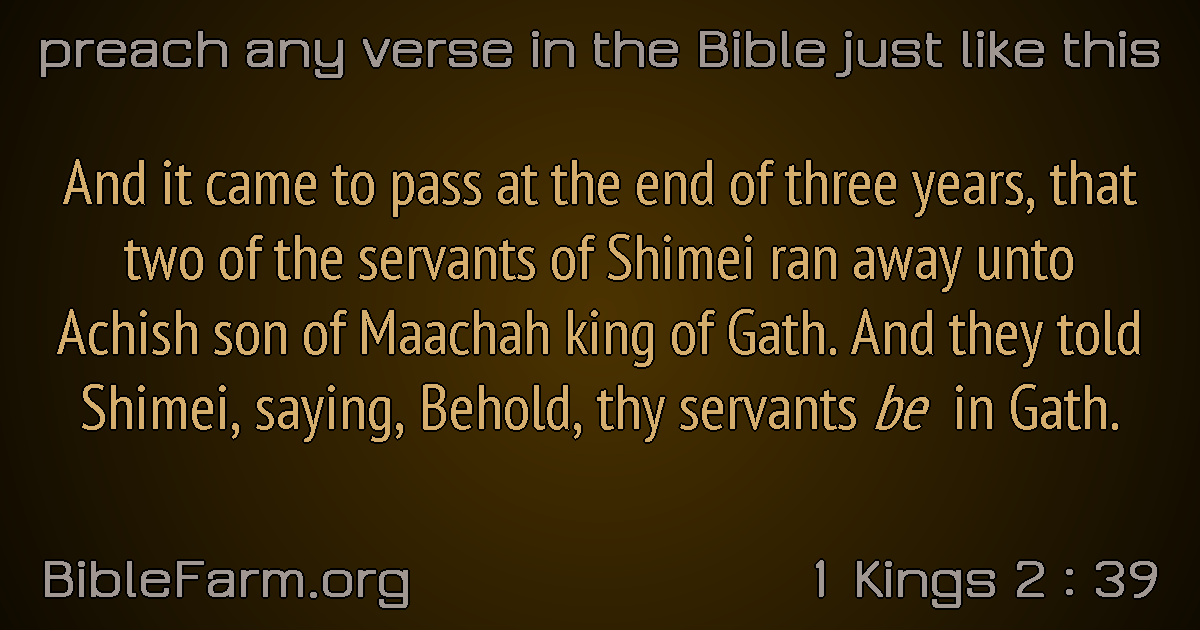 preach any verse in the Bible just like this
And it came to pass at the end of three years, that
two of the servants of Shimei ran away unto
Achish son of Maachah king of Gath. And they told
Shimei, saying, Behold, thy servants be in Gath.
BibleFarm.org
1 Kings 2 : 39